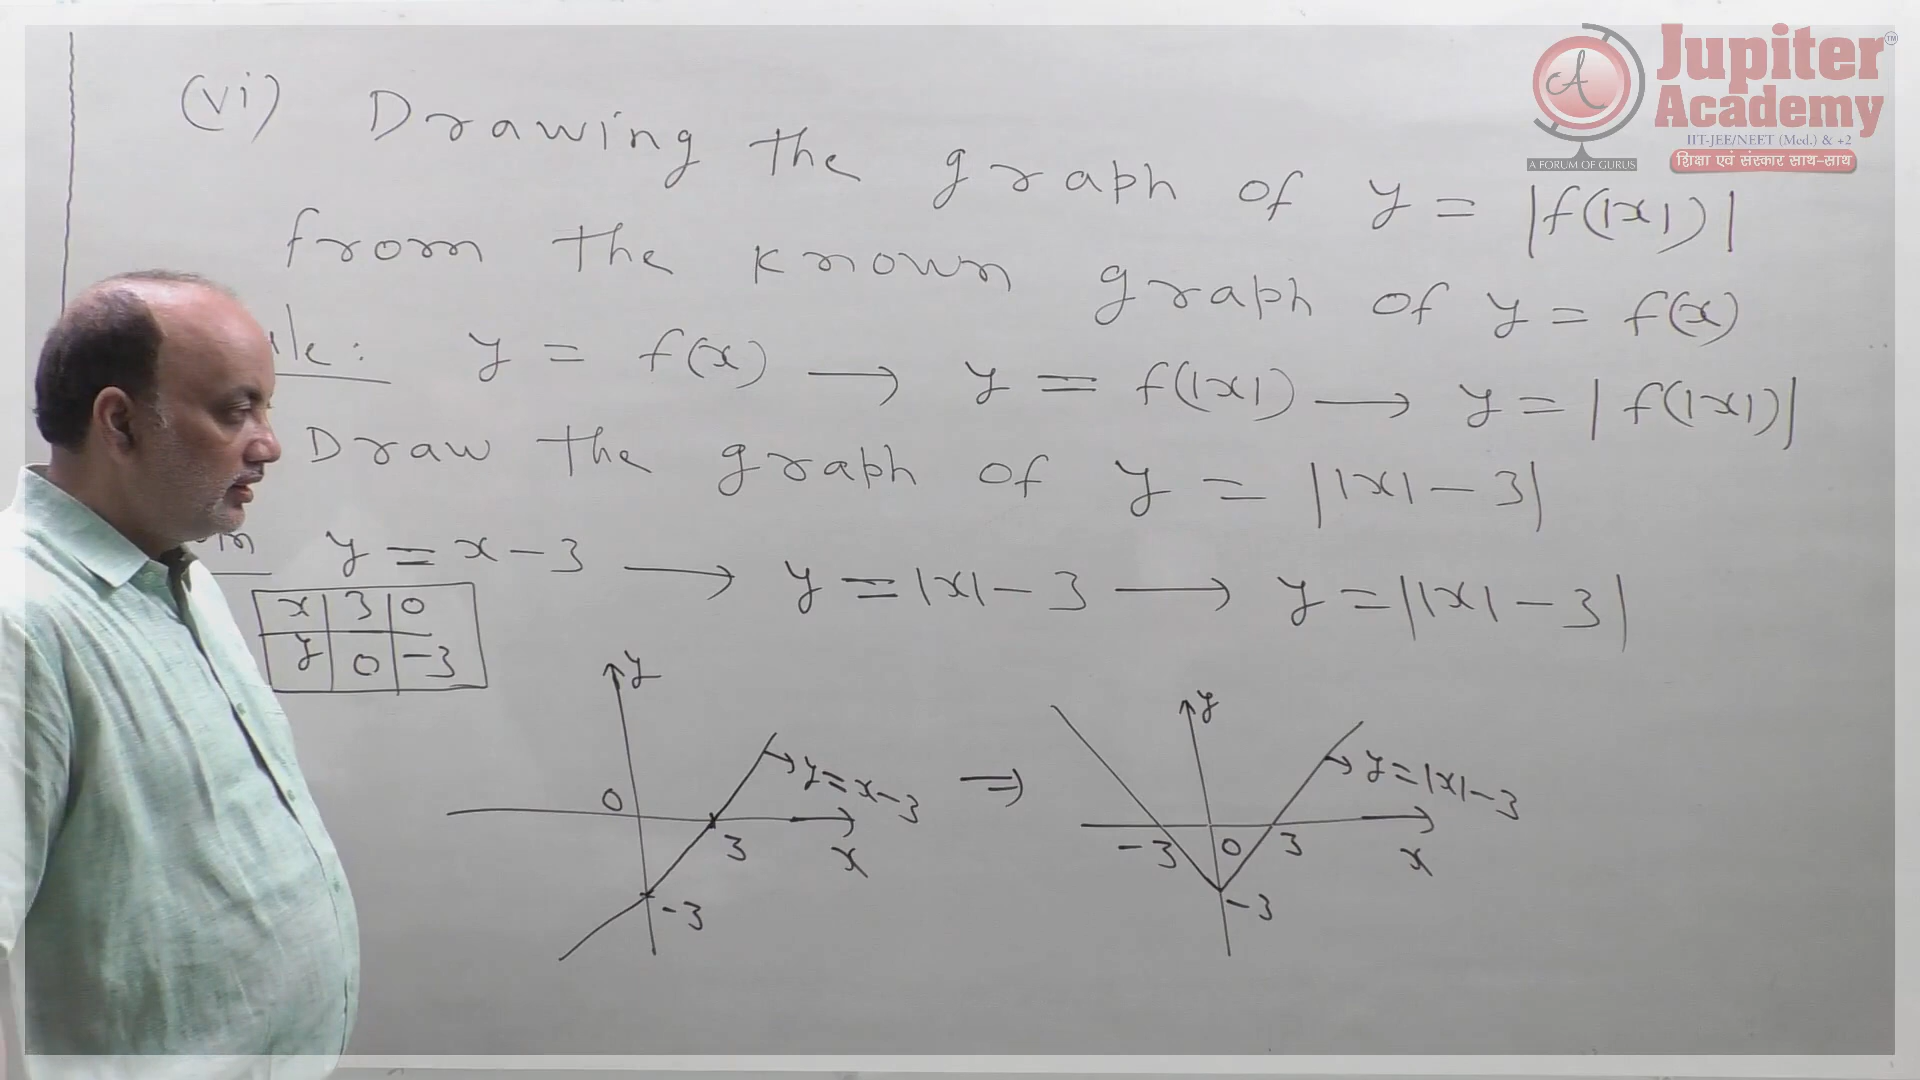 Jupiter
Academy
TM
IIT-JEE/NEET (Med.) & +2
A FORUM OF GURUS
शिक्षा एवं संस्कार साथ-साथ
(vi) Drawing the graph of y = |f(|x|)|
from the known graph of y = f(x)
y = f(x) → y = f(|x|) → y = |f(|x|)|
Draw the graph of y = ||x| - 3|
y = x - 3 → y = |x| - 3 → y = ||x| - 3|
x | 3 | 0
y | 0 | -3
y
0
→ y = x - 3
3
x
-3
⇒
y
→ y = |x| - 3
-3
0
3
x
-3